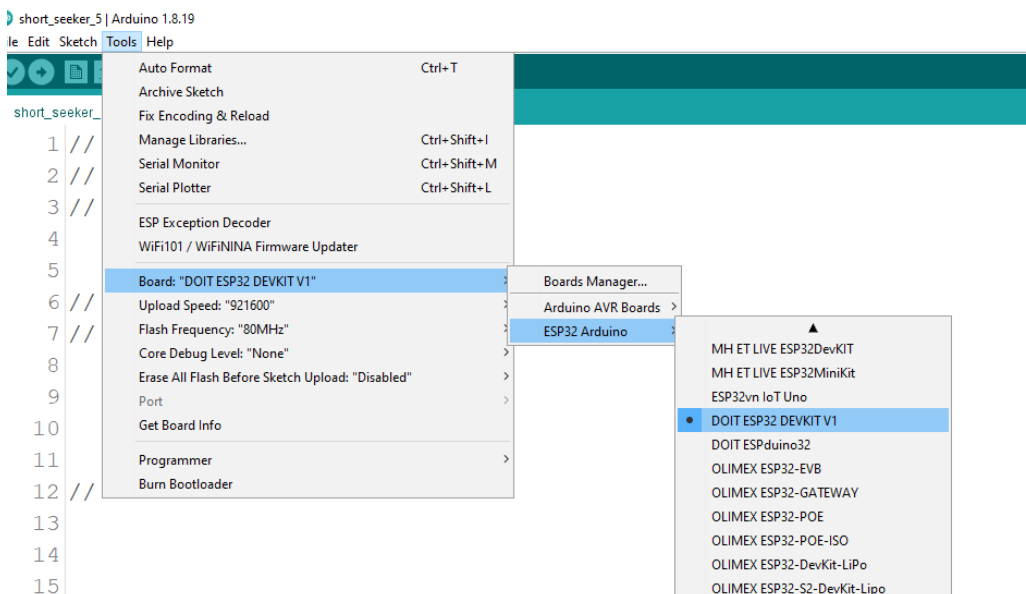 short_seeker_5 | Arduino 1.8.19
ile Edit Sketch Tools Help
short_seeker_
Auto Format Ctrl+T
Archive Sketch
Fix Encoding & Reload
Manage Libraries... Ctrl+Shift+I
Serial Monitor Ctrl+Shift+M
Serial Plotter Ctrl+Shift+L
ESP Exception Decoder
WiFi101 / WiFiNINA Firmware Updater
Board: "DOIT ESP32 DEVKIT V1"
Upload Speed: "921600"
Flash Frequency: "80MHz"
Core Debug Level: "None"
Erase All Flash Before Sketch Upload: "Disabled"
Port
Get Board Info
Programmer
Burn Bootloader
Boards Manager...
Arduino AVR Boards
ESP32 Arduino
MH ET LIVE ESP32DevKIT
MH ET LIVE ESP32MiniKit
ESP32vn IoT Uno
DOIT ESP32 DEVKIT V1
DOIT ESPduino32
OLIMEX ESP32-EVB
OLIMEX ESP32-GATEWAY
OLIMEX ESP32-POE
OLIMEX ESP32-POE-ISO
OLIMEX ESP32-DevKit-LiPo
OLIMEX ESP32-S2-DevKit-Lipo
1 //
2 //
3 //
4
5
6 //
7 //
8
9
10
11
12 //
13
14
15